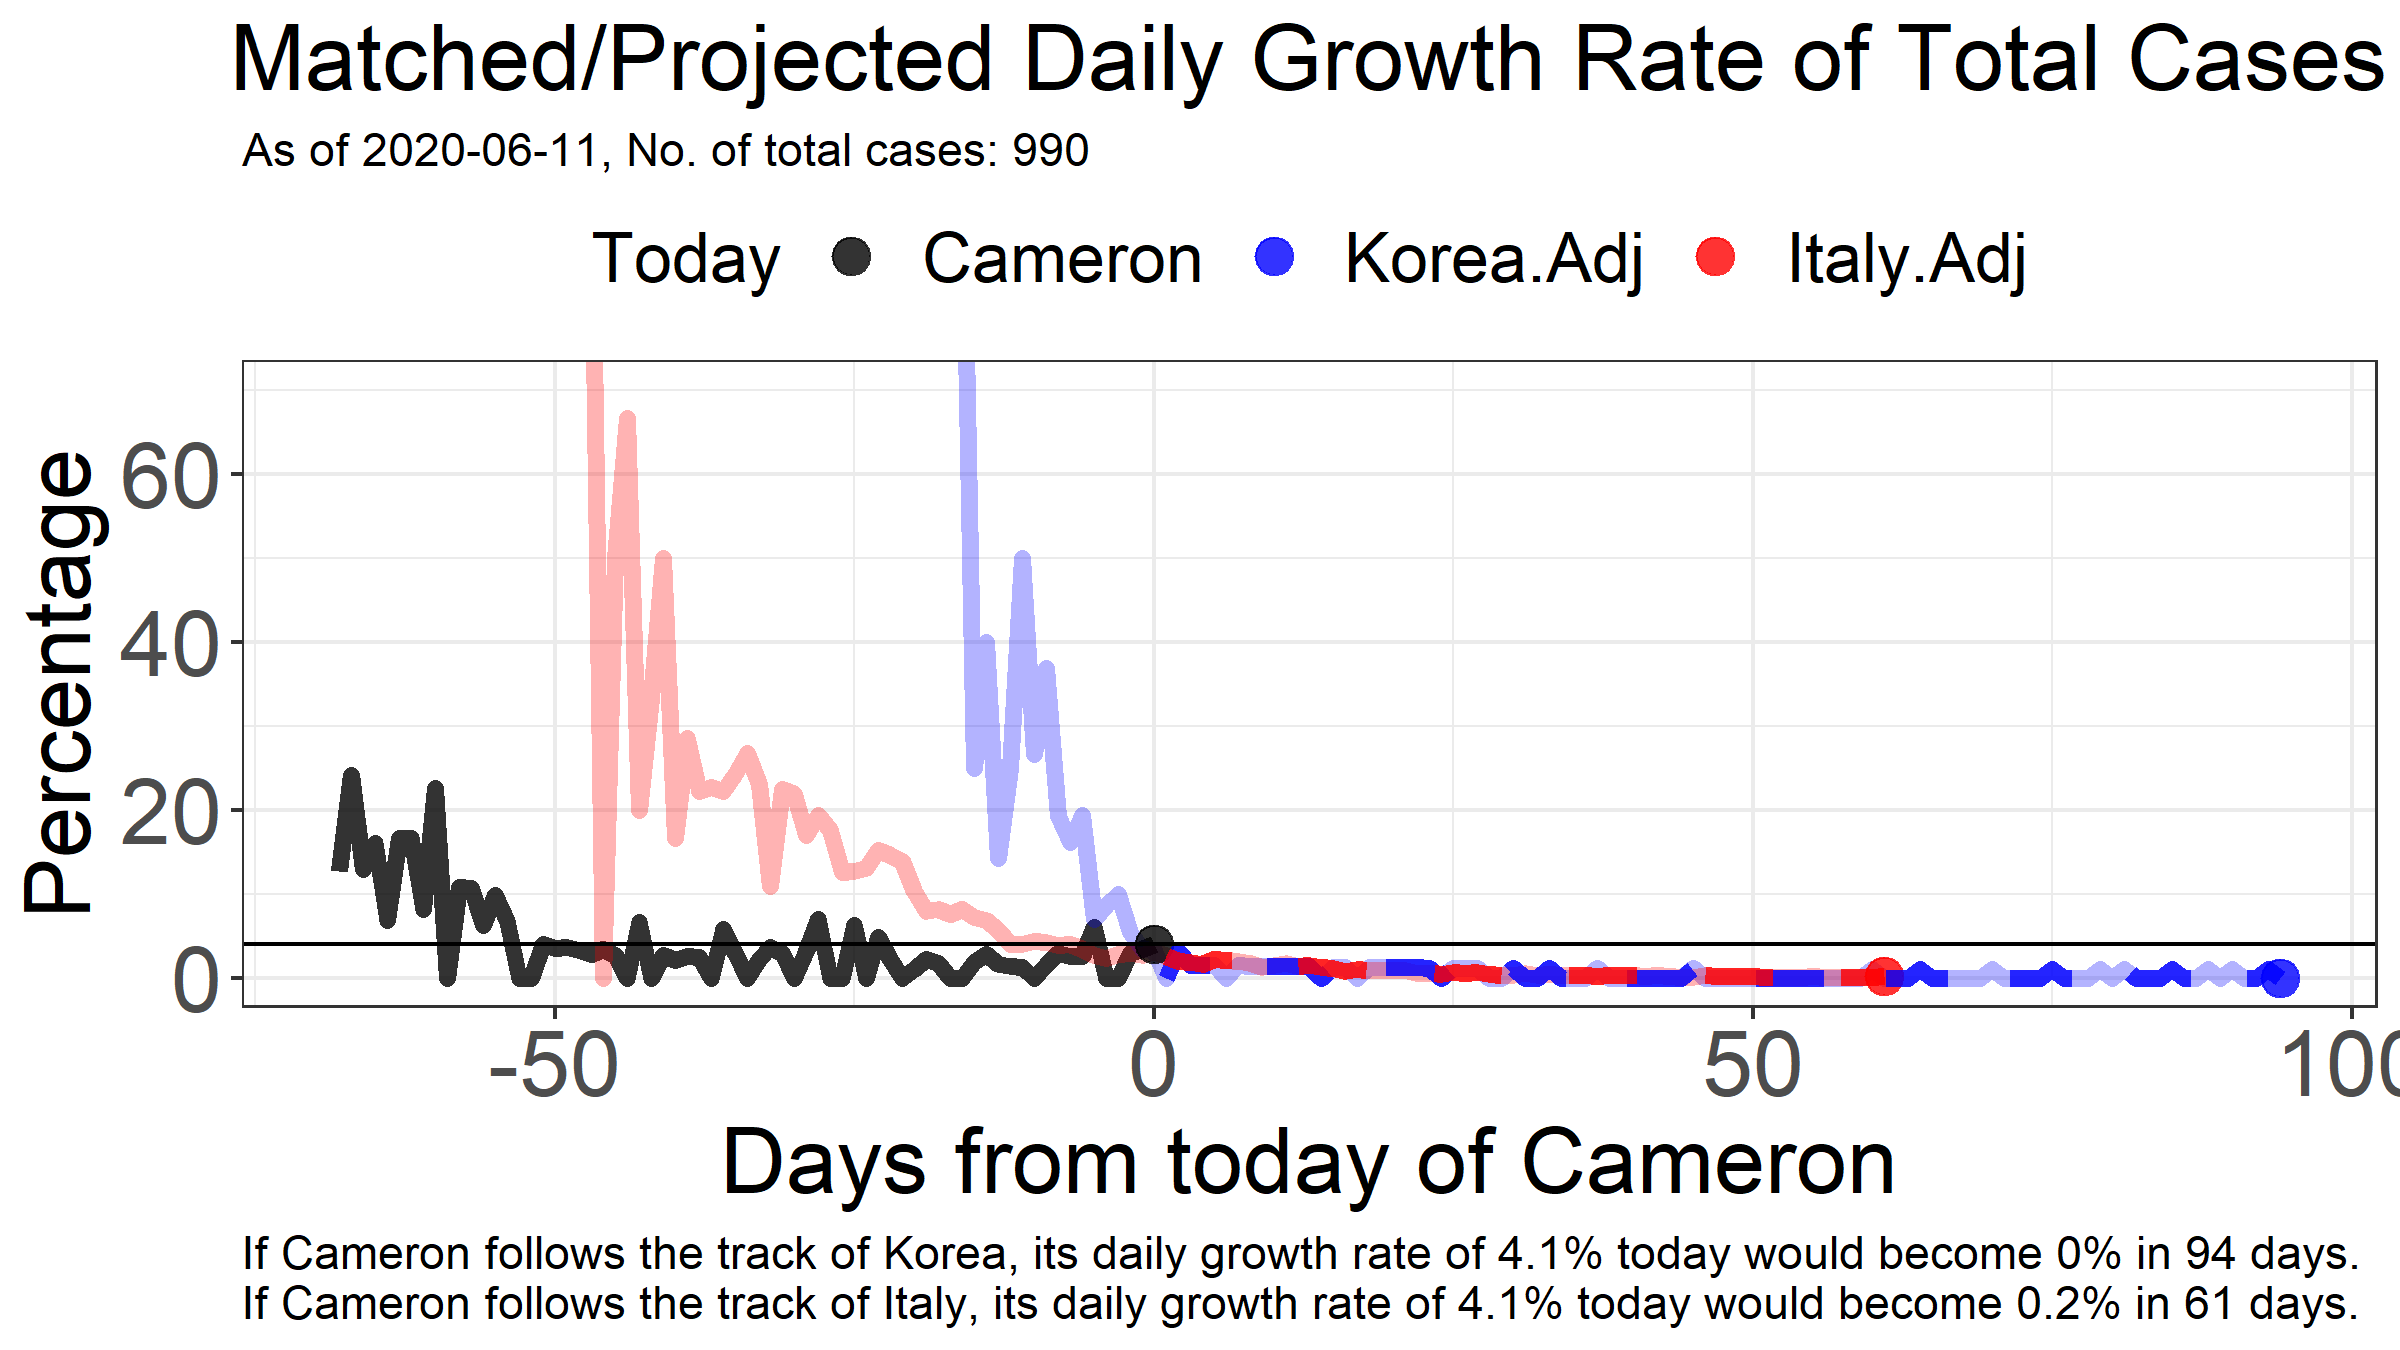 Matched/Projected Daily Growth Rate of Total Cases
As of 2020-06-11, No. of total cases: 990
Today Cameron Korea.Adj Italy.Adj
Percentage
60
40
20
0
-50 0 50 100
Days from today of Cameron
If Cameron follows the track of Korea, its daily growth rate of 4.1% today would become 0% in 94 days.
If Cameron follows the track of Italy, its daily growth rate of 4.1% today would become 0.2% in 61 days.